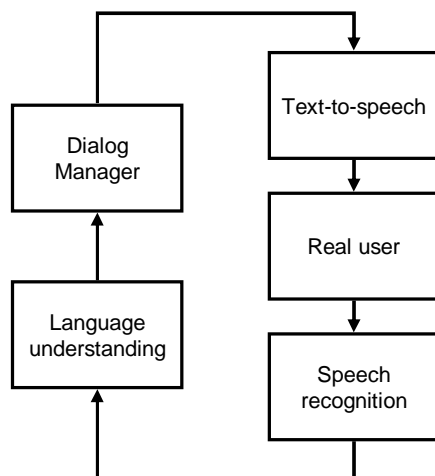 Text-to-speech
Dialog
Manager
Real user
Language
understanding
Speech
recognition